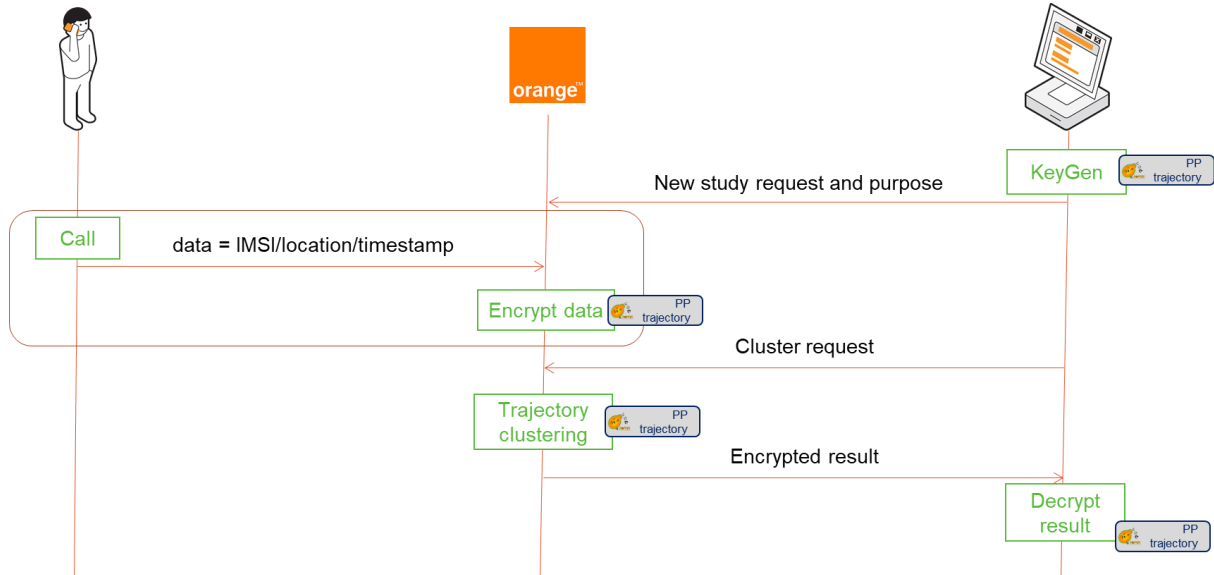 orange™
KeyGen
PP
trajectory
New study request and purpose
Call
data = IMSI/location/timestamp
Encrypt data
PP
trajectory
Cluster request
Trajectory
clustering
PP
trajectory
Encrypted result
Decrypt
result
PP
trajectory